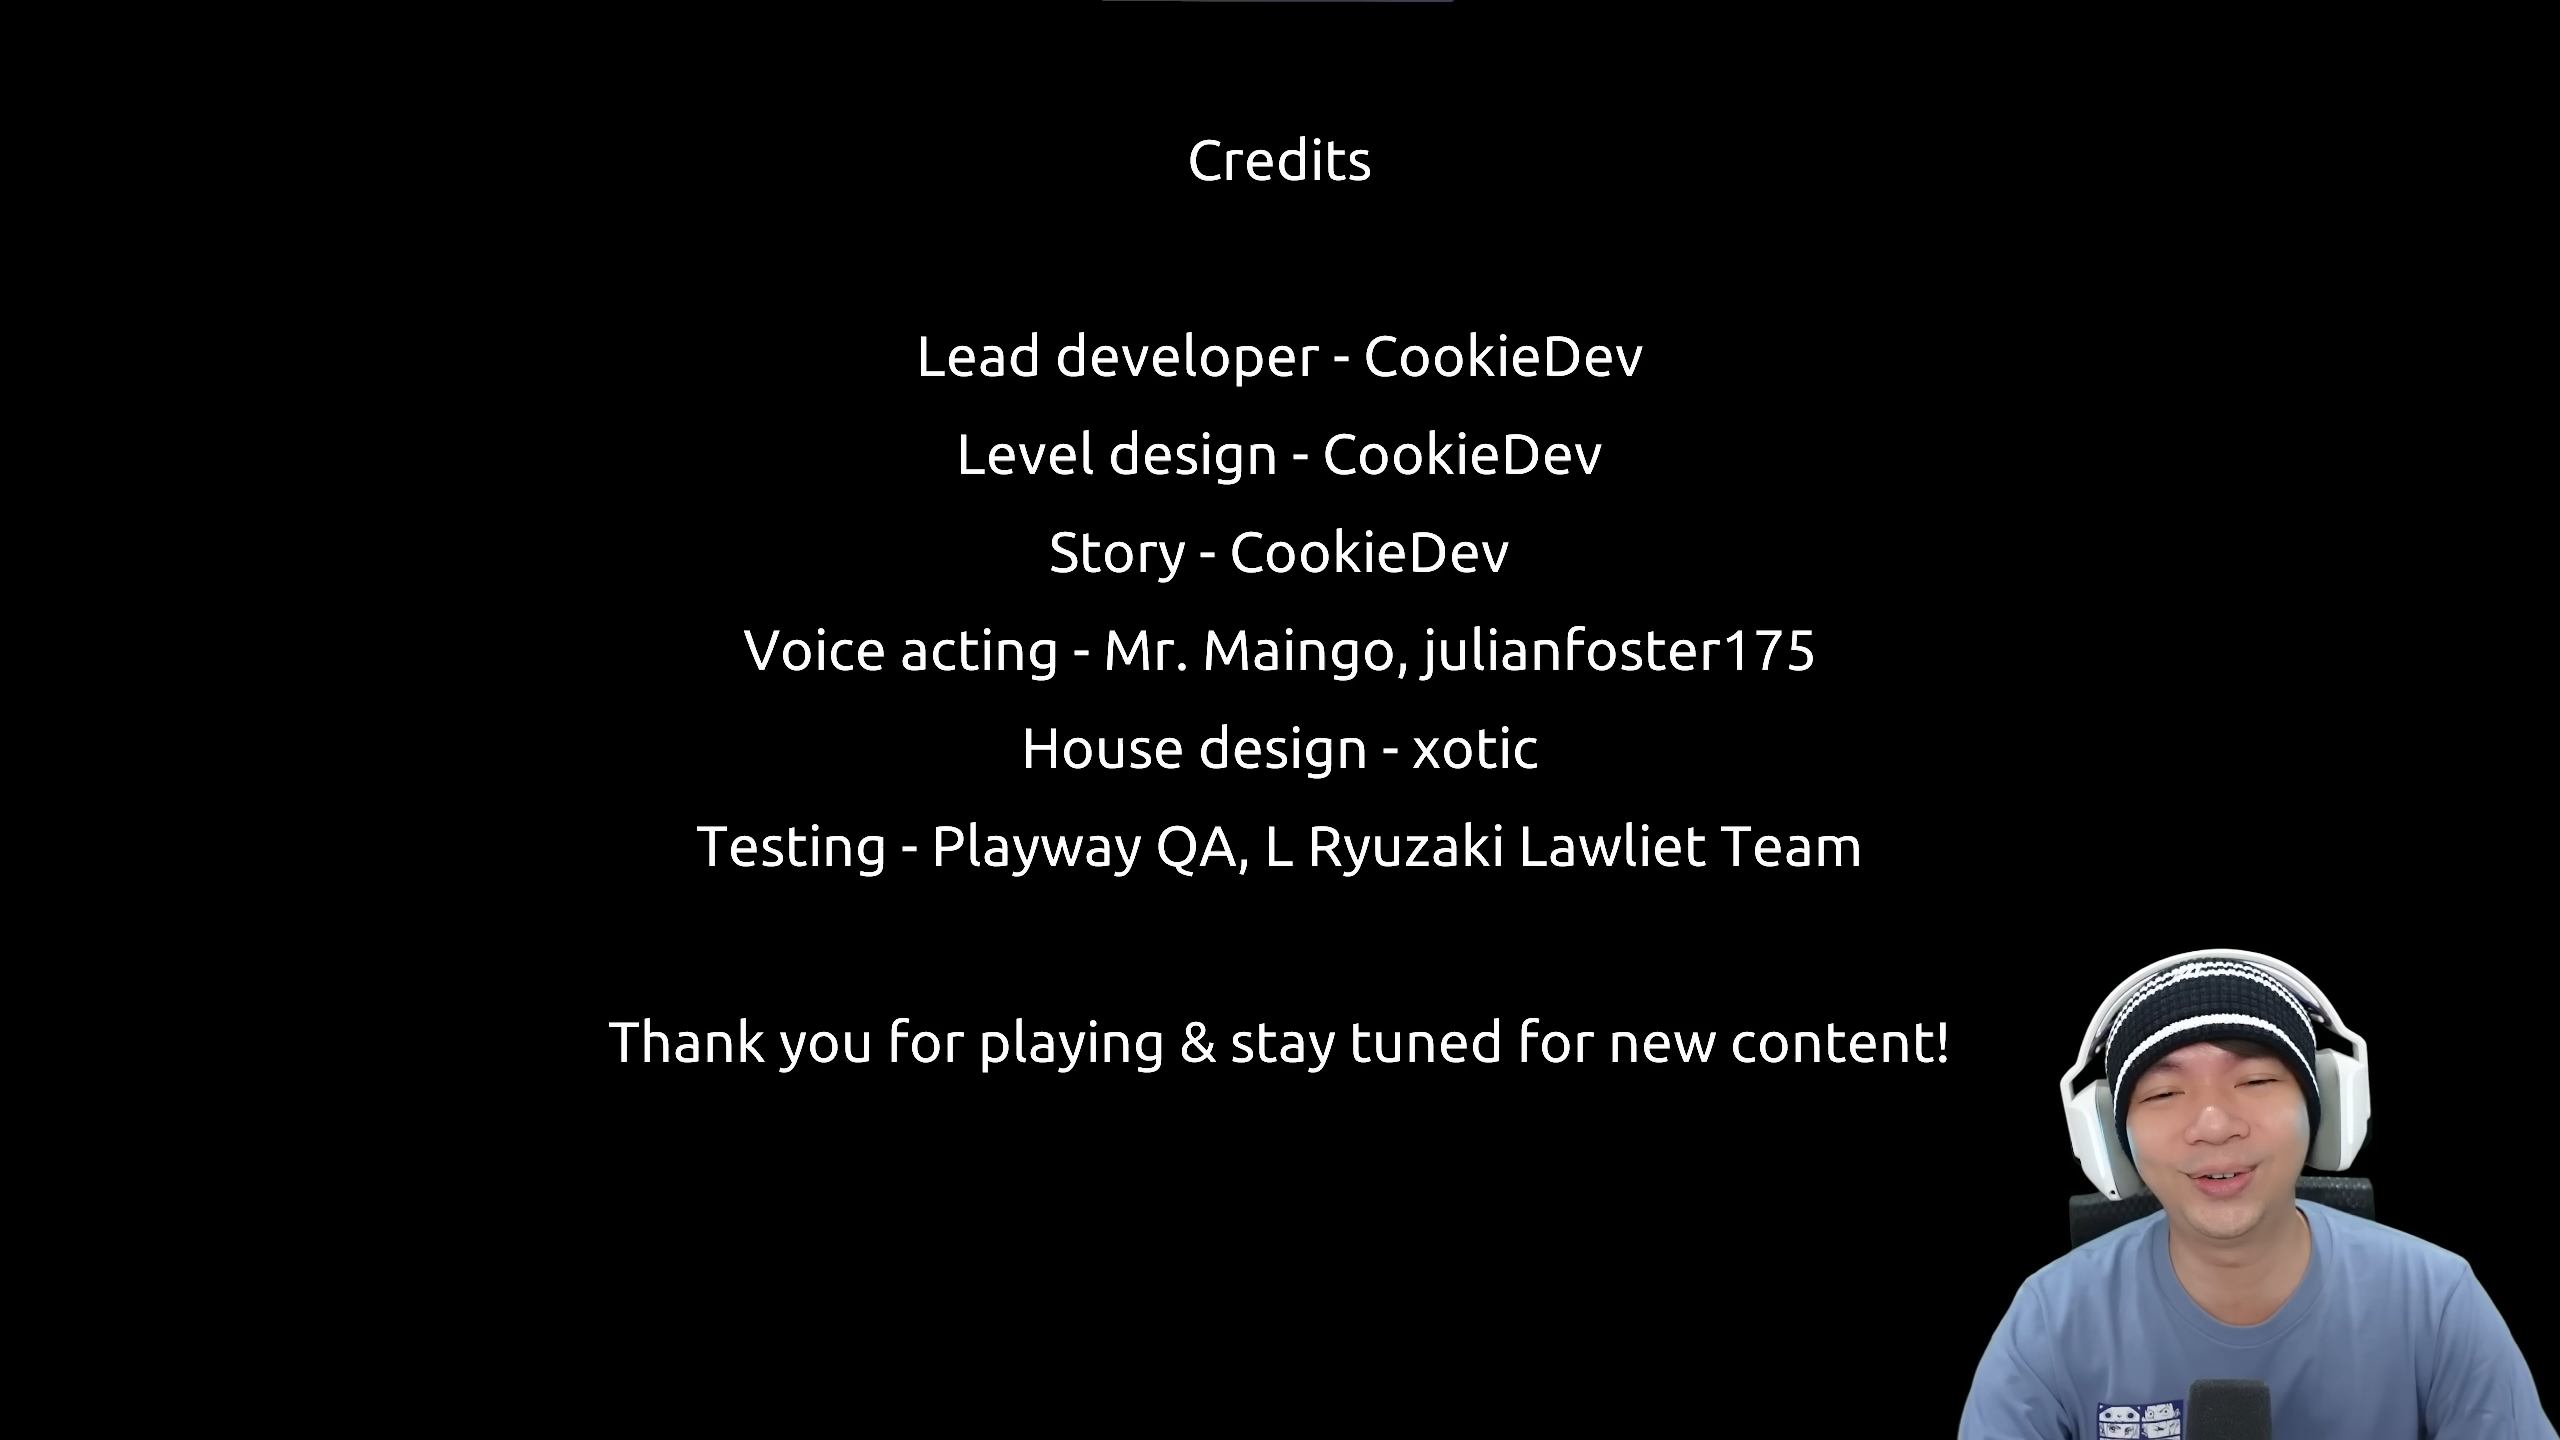 Credits
Lead developer - CookieDev
Level design - CookieDev
Story - CookieDev
Voice acting - Mr. Maingo, julianfoster175
House design - xotic
Testing - Playway QA, L Ryuzaki Lawliet Team
Thank you for playing & stay tuned for new content!